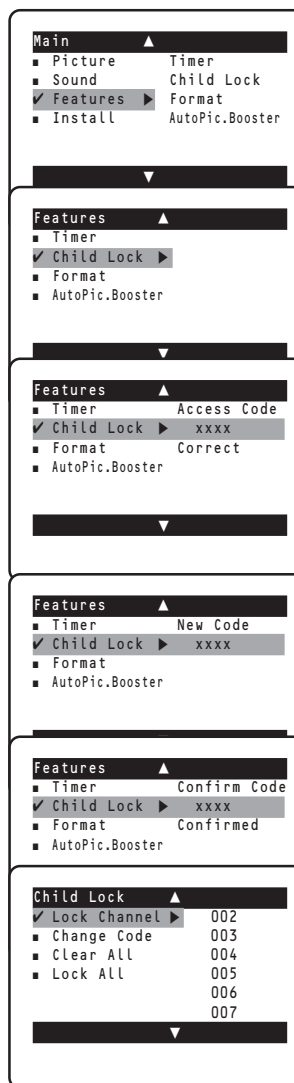 Main ▲
■ Picture Timer
■ Sound Child Lock
✔ Features ▶ Format
■ Install AutoPic.Booster
▼
Features ▲
■ Timer
✔ Child Lock ▶
■ Format
■ AutoPic.Booster
▼
Features ▲
■ Timer Access Code
✔ Child Lock ▶ xxxx
■ Format Correct
■ AutoPic.Booster
▼
Features ▲
■ Timer New Code
✔ Child Lock ▶ xxxx
■ Format
■ AutoPic.Booster
Features ▲
■ Timer Confirm Code
✔ Child Lock ▶ xxxx
■ Format Confirmed
■ AutoPic.Booster
Child Lock ▲
✔ Lock Channel ▶ 002
■ Change Code 003
■ Clear All 004
■ Lock All 005
006
007
▼